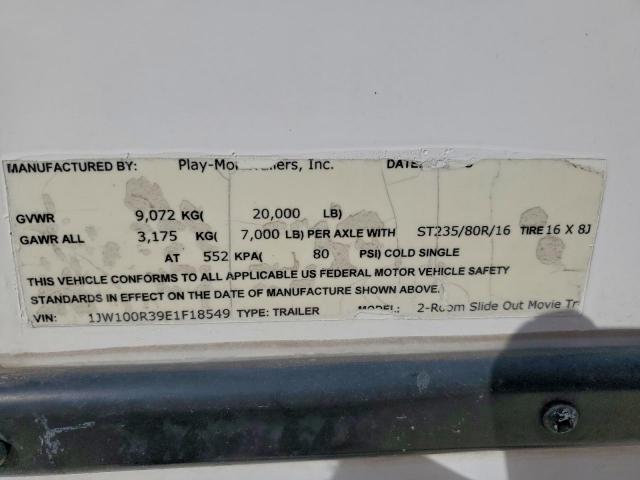 MANUFACTURED BY: Play-Mor Trailers, Inc. DATE:
GVWR 9,072 KG( 20,000 LB)
GAWR ALL 3,175 KG( 7,000 LB) PER AXLE WITH ST235/80R/16 TIRE 16 X 8J
AT 552 KPA( 80 PSI) COLD SINGLE
THIS VEHICLE CONFORMS TO ALL APPLICABLE US FEDERAL MOTOR VEHICLE SAFETY
STANDARDS IN EFFECT ON THE DATE OF MANUFACTURE SHOWN ABOVE.
VIN: 1JW100R39E1F18549 TYPE: TRAILER MODEL: 2-Room Slide Out Movie Tr